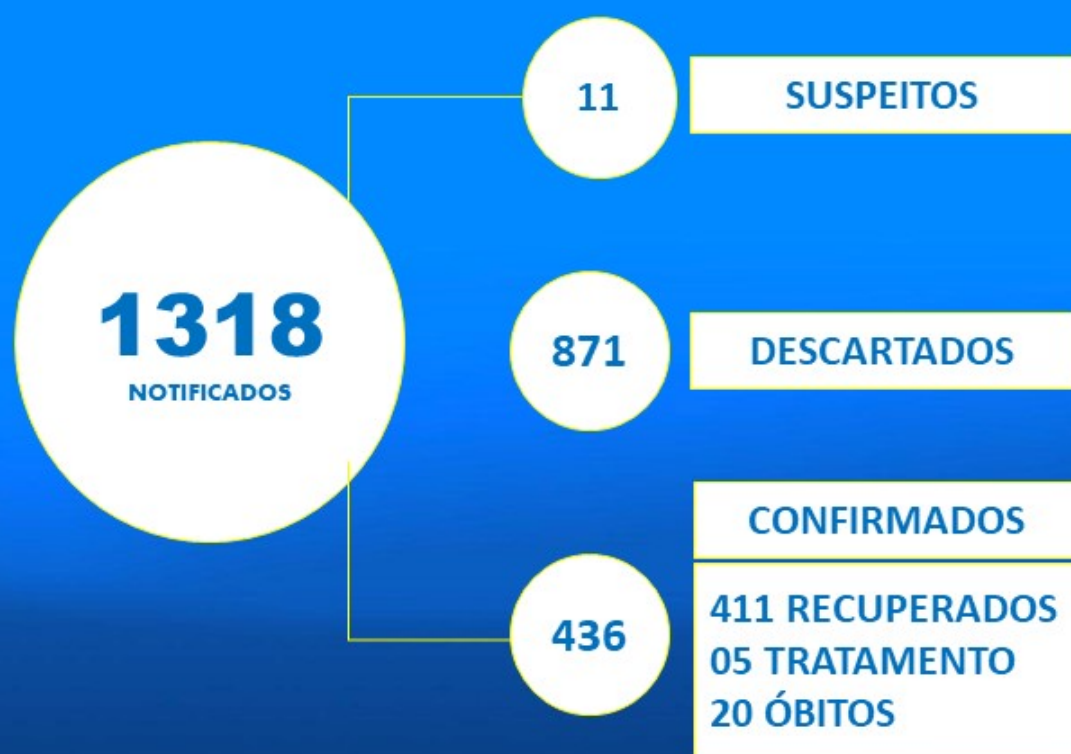 1318
NOTIFICADOS
11
SUSPEITOS
871
DESCARTADOS
436
CONFIRMADOS
411 RECUPERADOS
05 TRATAMENTO
20 ÓBITOS